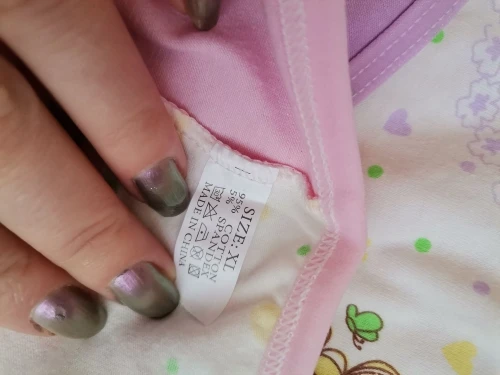 SIZE: XL
95% COTTON
5% SPANDEX
MADE IN CHINA